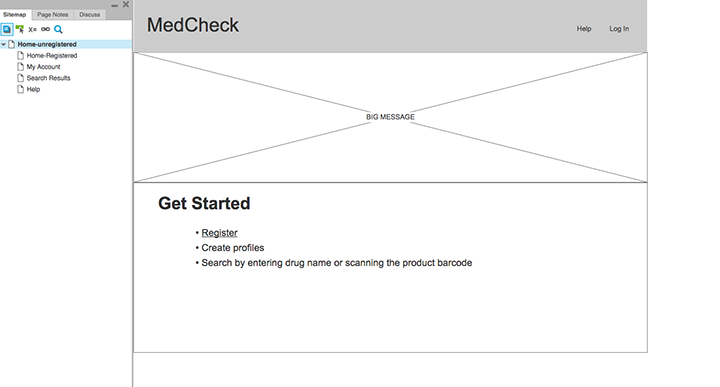 Sitemap Page Notes Discuss
X=
Home-unregistered
Home-Registered
My Account
Search Results
Help
MedCheck
Help Log In
BIG MESSAGE
Get Started
• Register
• Create profiles
• Search by entering drug name or scanning the product barcode